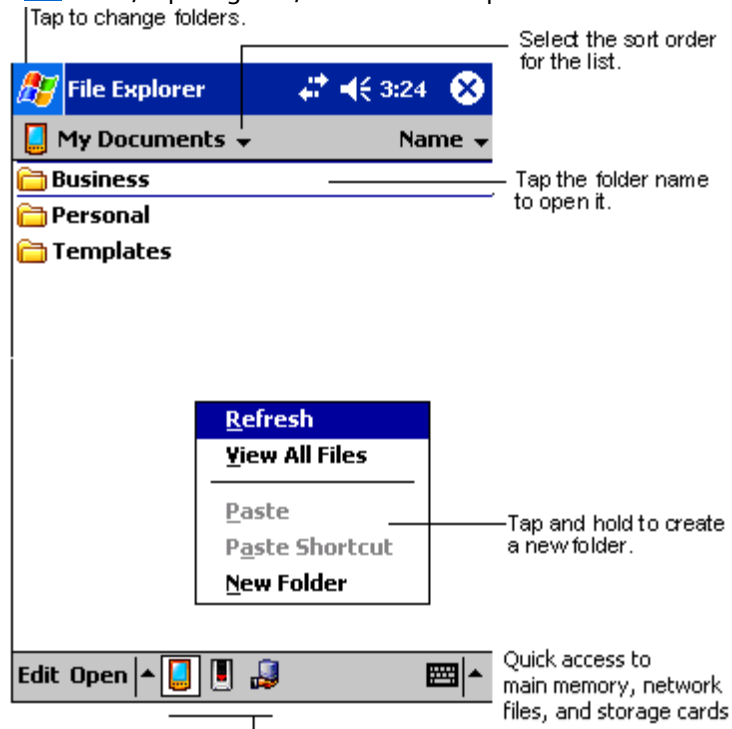 Tap to change folders.
Select the sort order
for the list.
File Explorer 3:24
My Documents Name
Business
Tap the folder name
to open it.
Personal
Templates
Refresh
View All Files
Paste
Paste Shortcut
New Folder
Tap and hold to create
a new folder.
Edit Open
Quick access to
main memory, network
files, and storage cards